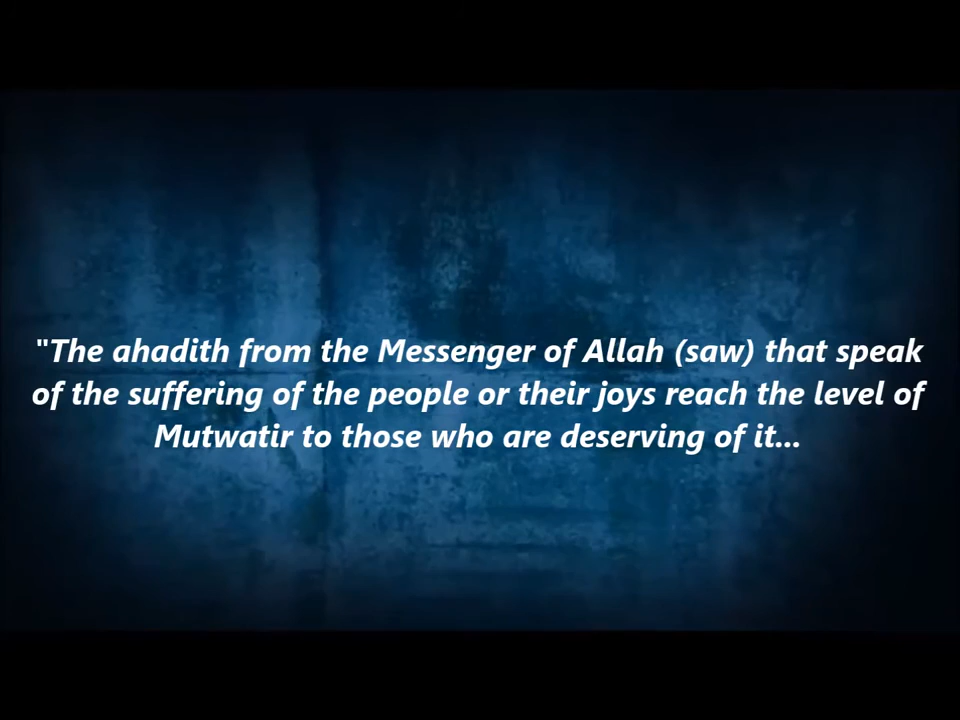 "The ahadith from the Messenger of Allah (saw) that speak
of the suffering of the people or their joys reach the level of
Mutwatir to those who are deserving of it...